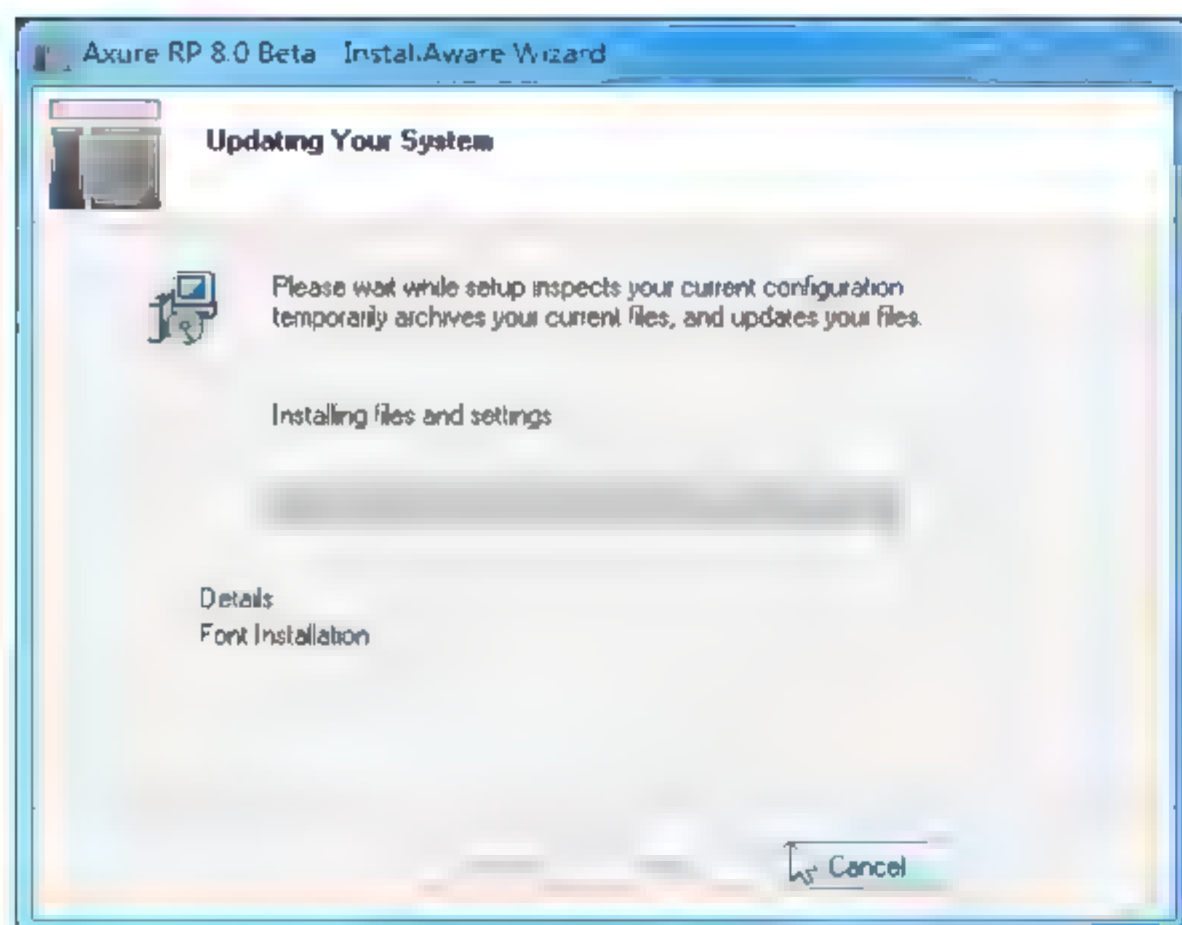 Axure RP 8.0 Beta InstallAware Wizard
Updating Your System
Please wait while setup inspects your current configuration
temporarily archives your current files, and updates your files.
Installing files and settings
Details
Font Installation
Cancel